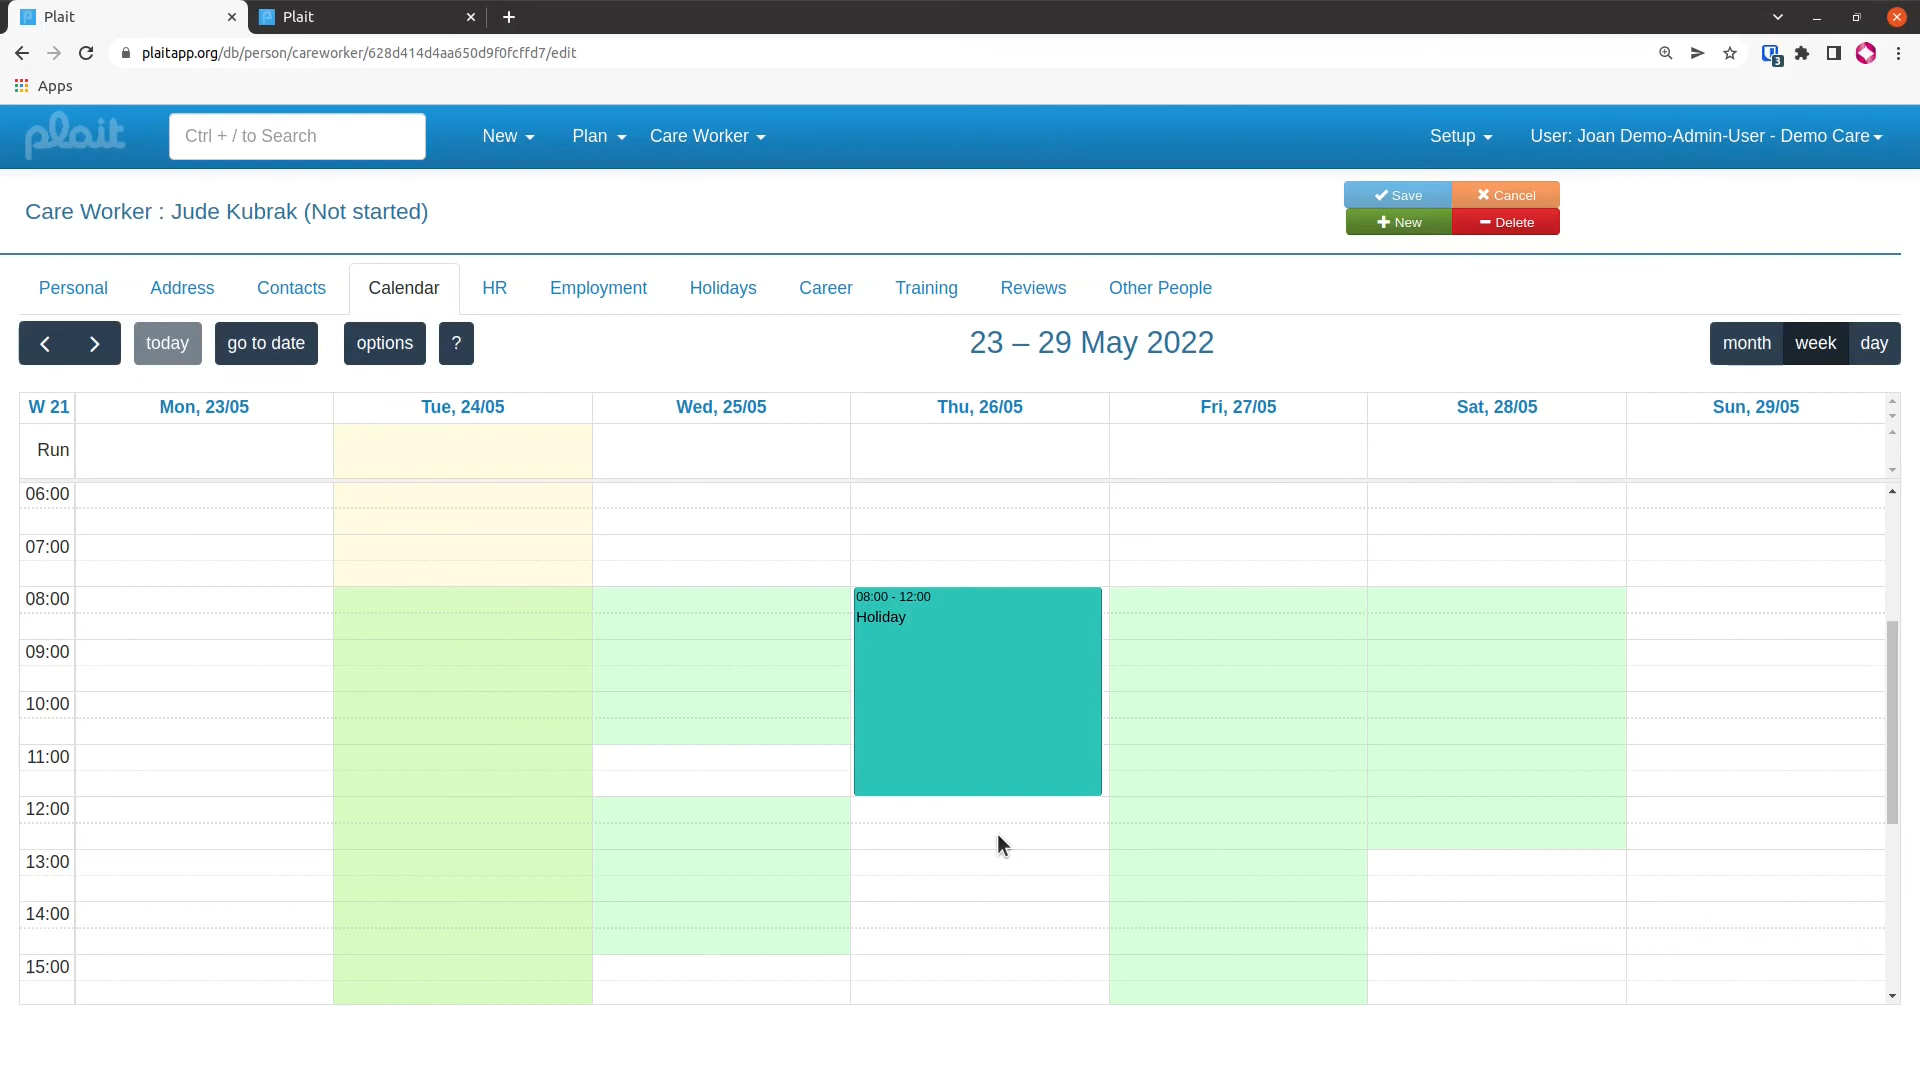 Plait
Plait
plaitapp.org/db/person/careworker/628d414d4aa650d9f0fcffd7/edit
3
Apps
plait
Ctrl + / to Search
New
Plan
Care Worker
Setup
User: Joan Demo-Admin-User - Demo Care
Care Worker : Jude Kubrak (Not started)
Save
Cancel
New
Delete
Personal
Address
Contacts
Calendar
HR
Employment
Holidays
Career
Training
Reviews
Other People
today
go to date
options
?
23 – 29 May 2022
month
week
day
W 21
Mon, 23/05
Tue, 24/05
Wed, 25/05
Thu, 26/05
Fri, 27/05
Sat, 28/05
Sun, 29/05
Run
06:00
07:00
08:00
08:00 - 12:00
Holiday
09:00
10:00
11:00
12:00
13:00
14:00
15:00